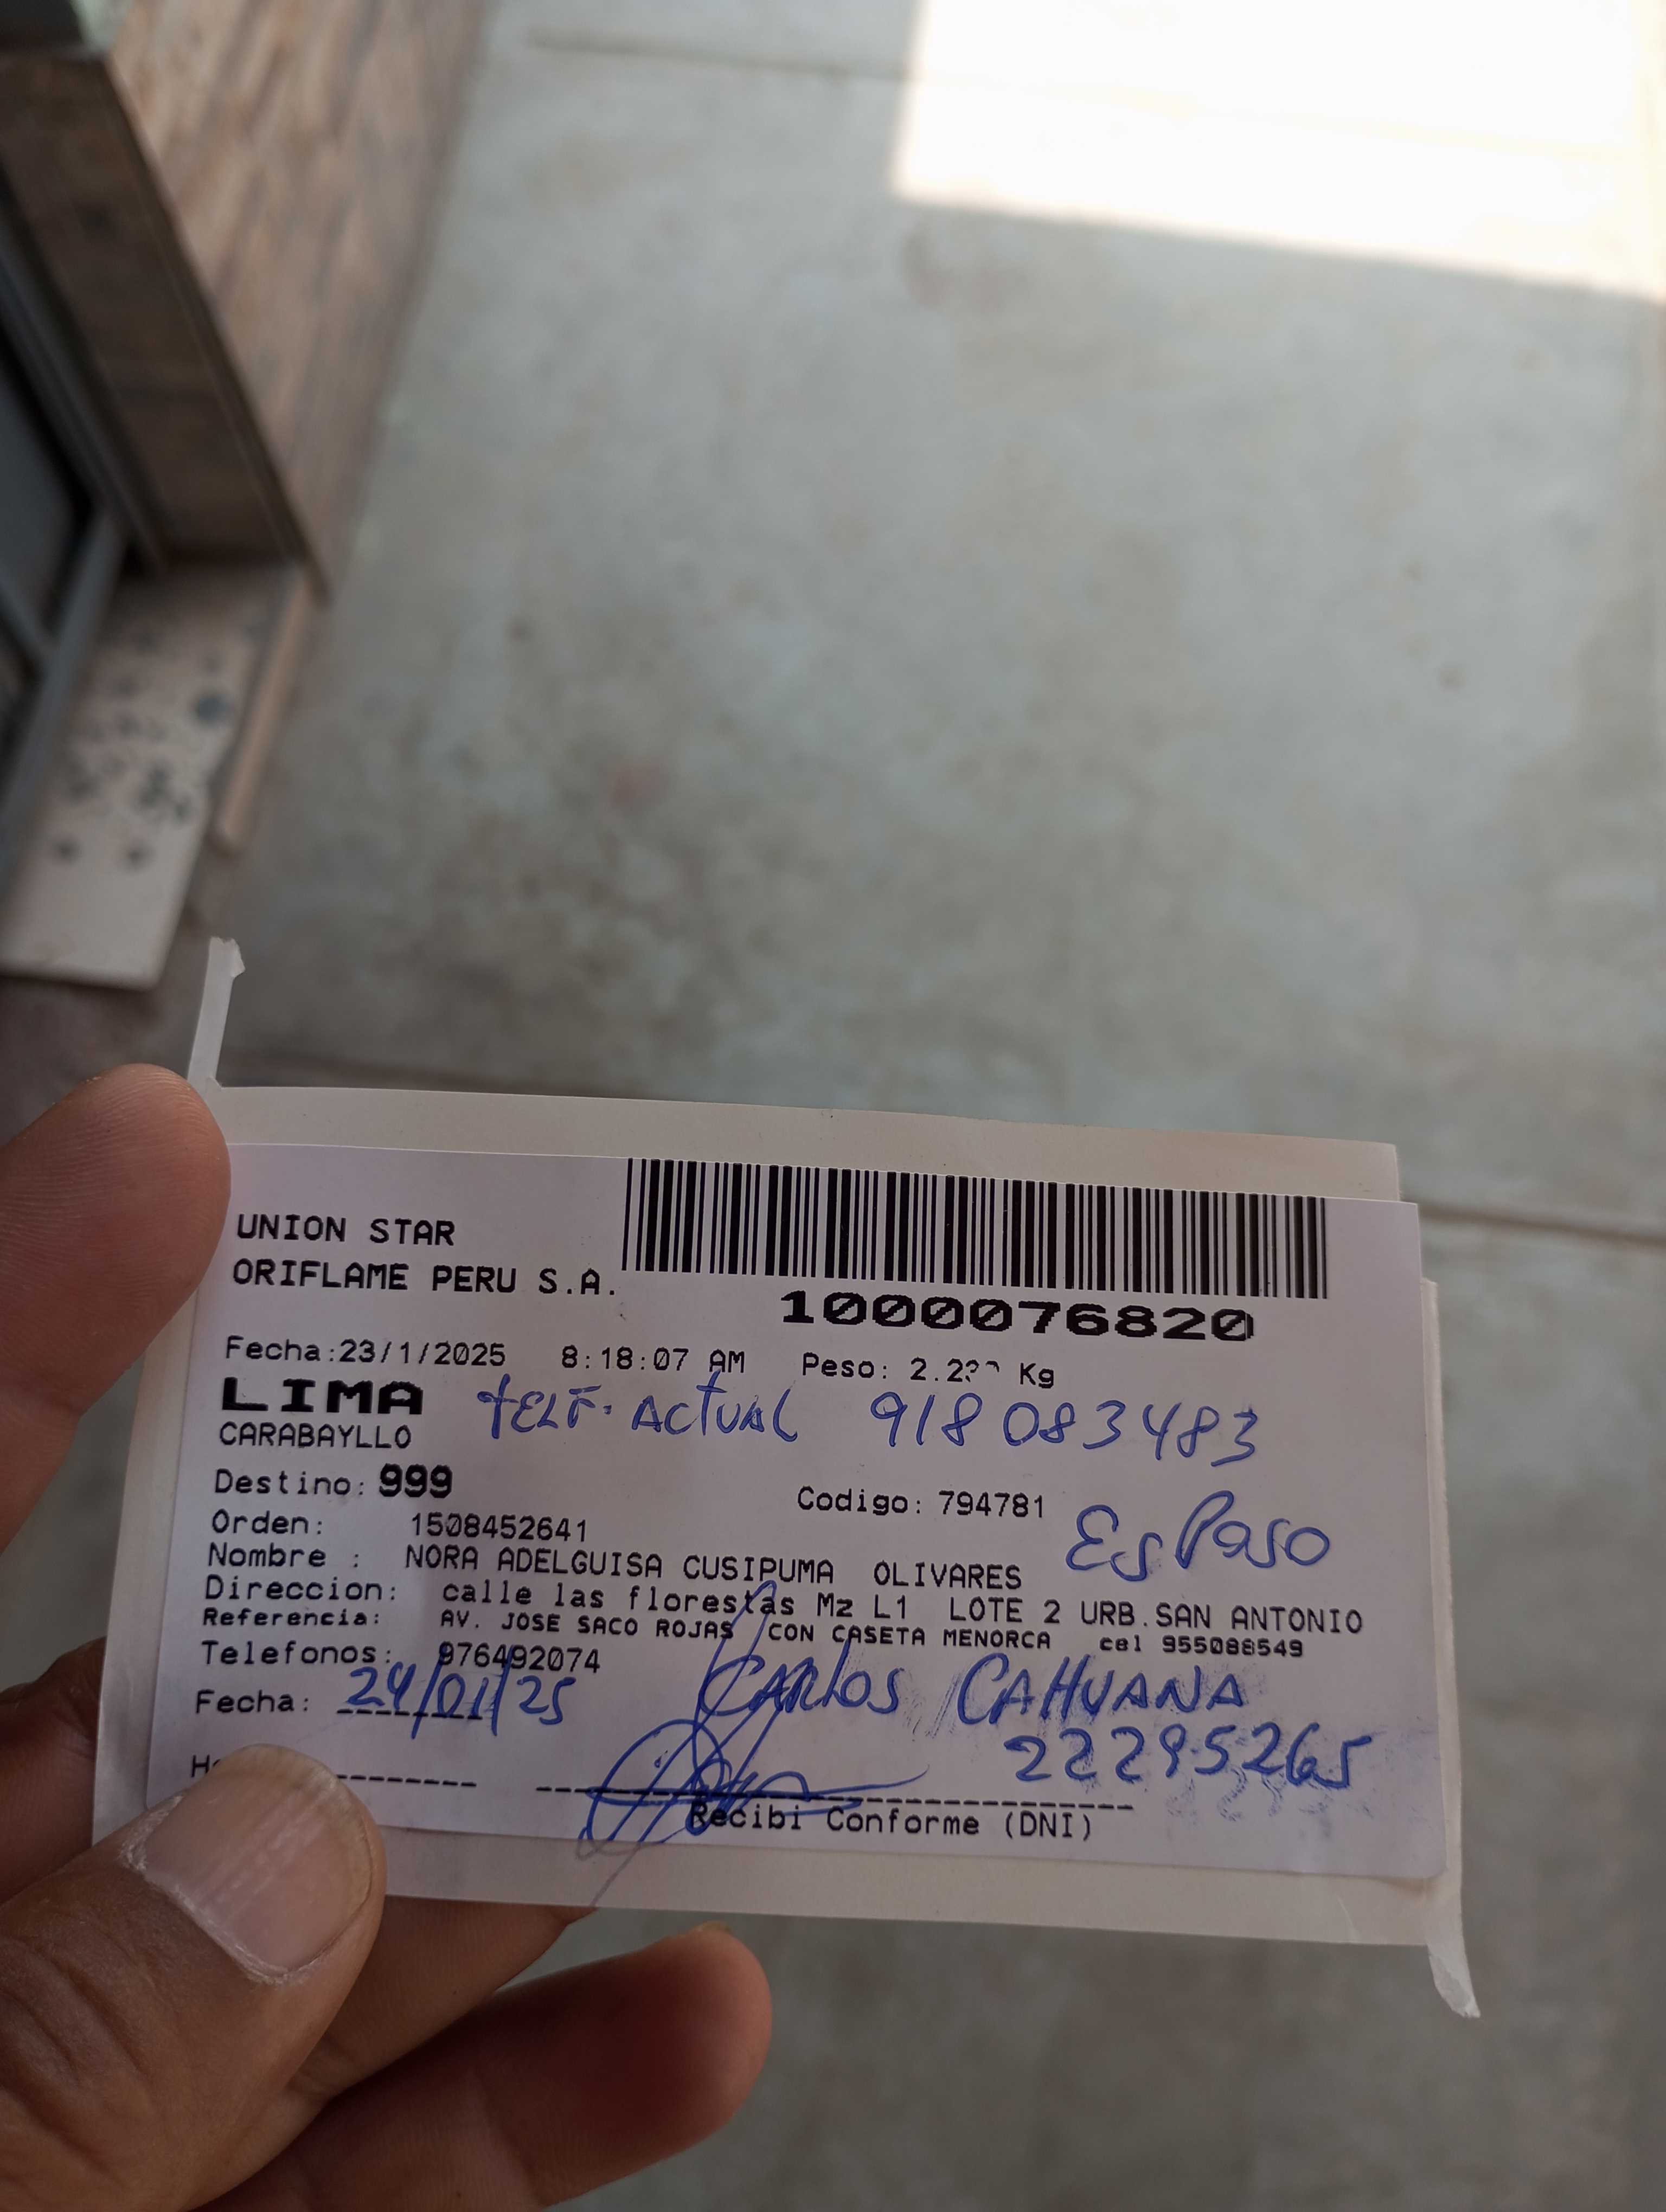 UNION STAR
ORIFLAME PERU S.A.
1000076820
Fecha:23/1/2025 8:18:07 AM Peso: Kg
LIMA TELF. ACTUAL 918 083483
CARABAYLLO
Destino: 999 Codigo: 794781
Orden: 1508452641 ESPOSO
Nombre : NORA ADELGUISA CUSIPUMA OLIVARES
Direccion: calle las florestas Mz L1 LOTE 2 URB.SAN ANTONIO
Referencia: AV. JOSE SACO ROJAS CON CASETA MENORCA cel 955088549
Telefonos: 976492074
Fecha: 24/01/25 CARLOS CAHUANA
22295265
Recibi Conforme (DNI)